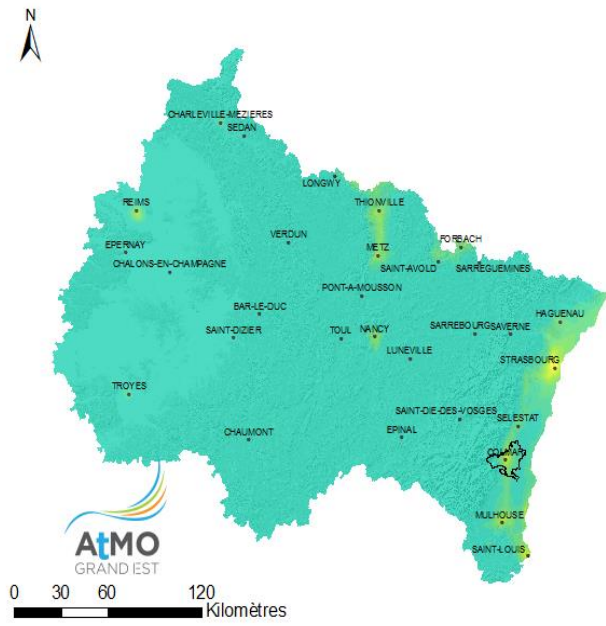 N
CHARLEVILLE-MEZIERES
SEDAN
LONGWY
REIMS
THIONVILLE
VERDUN
FORBACH
EPERNAY
METZ
CHALONS-EN-CHAMPAGNE
SAINT-AVOLD
SARREGUEMINES
PONT-A-MOUSSON
BAR-LE-DUC
HAGUENAU
SAINT-DIZIER
TOUL
NANCY
SARREBOURG
SAVERNE
LUNEVILLE
STRASBOURG
TROYES
SAINT-DIE-DES-VOSGES
SELESTAT
CHAUMONT
EPINAL
COLMAR
MULHOUSE
AtMO
GRAND EST
SAINT-LOUIS
0 30 60 120
Kilomètres